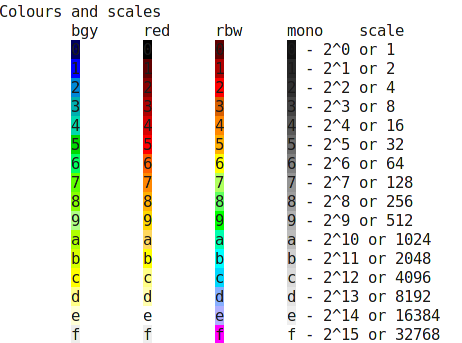 Colours and scales
bgy red rbw mono scale
0 0 0 0 - 2^0 or 1
1 1 1 1 - 2^1 or 2
2 2 2 2 - 2^2 or 4
3 3 3 3 - 2^3 or 8
4 4 4 4 - 2^4 or 16
5 5 5 5 - 2^5 or 32
6 6 6 6 - 2^6 or 64
7 7 7 7 - 2^7 or 128
8 8 8 8 - 2^8 or 256
9 9 9 9 - 2^9 or 512
a a a a - 2^10 or 1024
b b b b - 2^11 or 2048
c c c c - 2^12 or 4096
d d d d - 2^13 or 8192
e e e e - 2^14 or 16384
f f f f - 2^15 or 32768